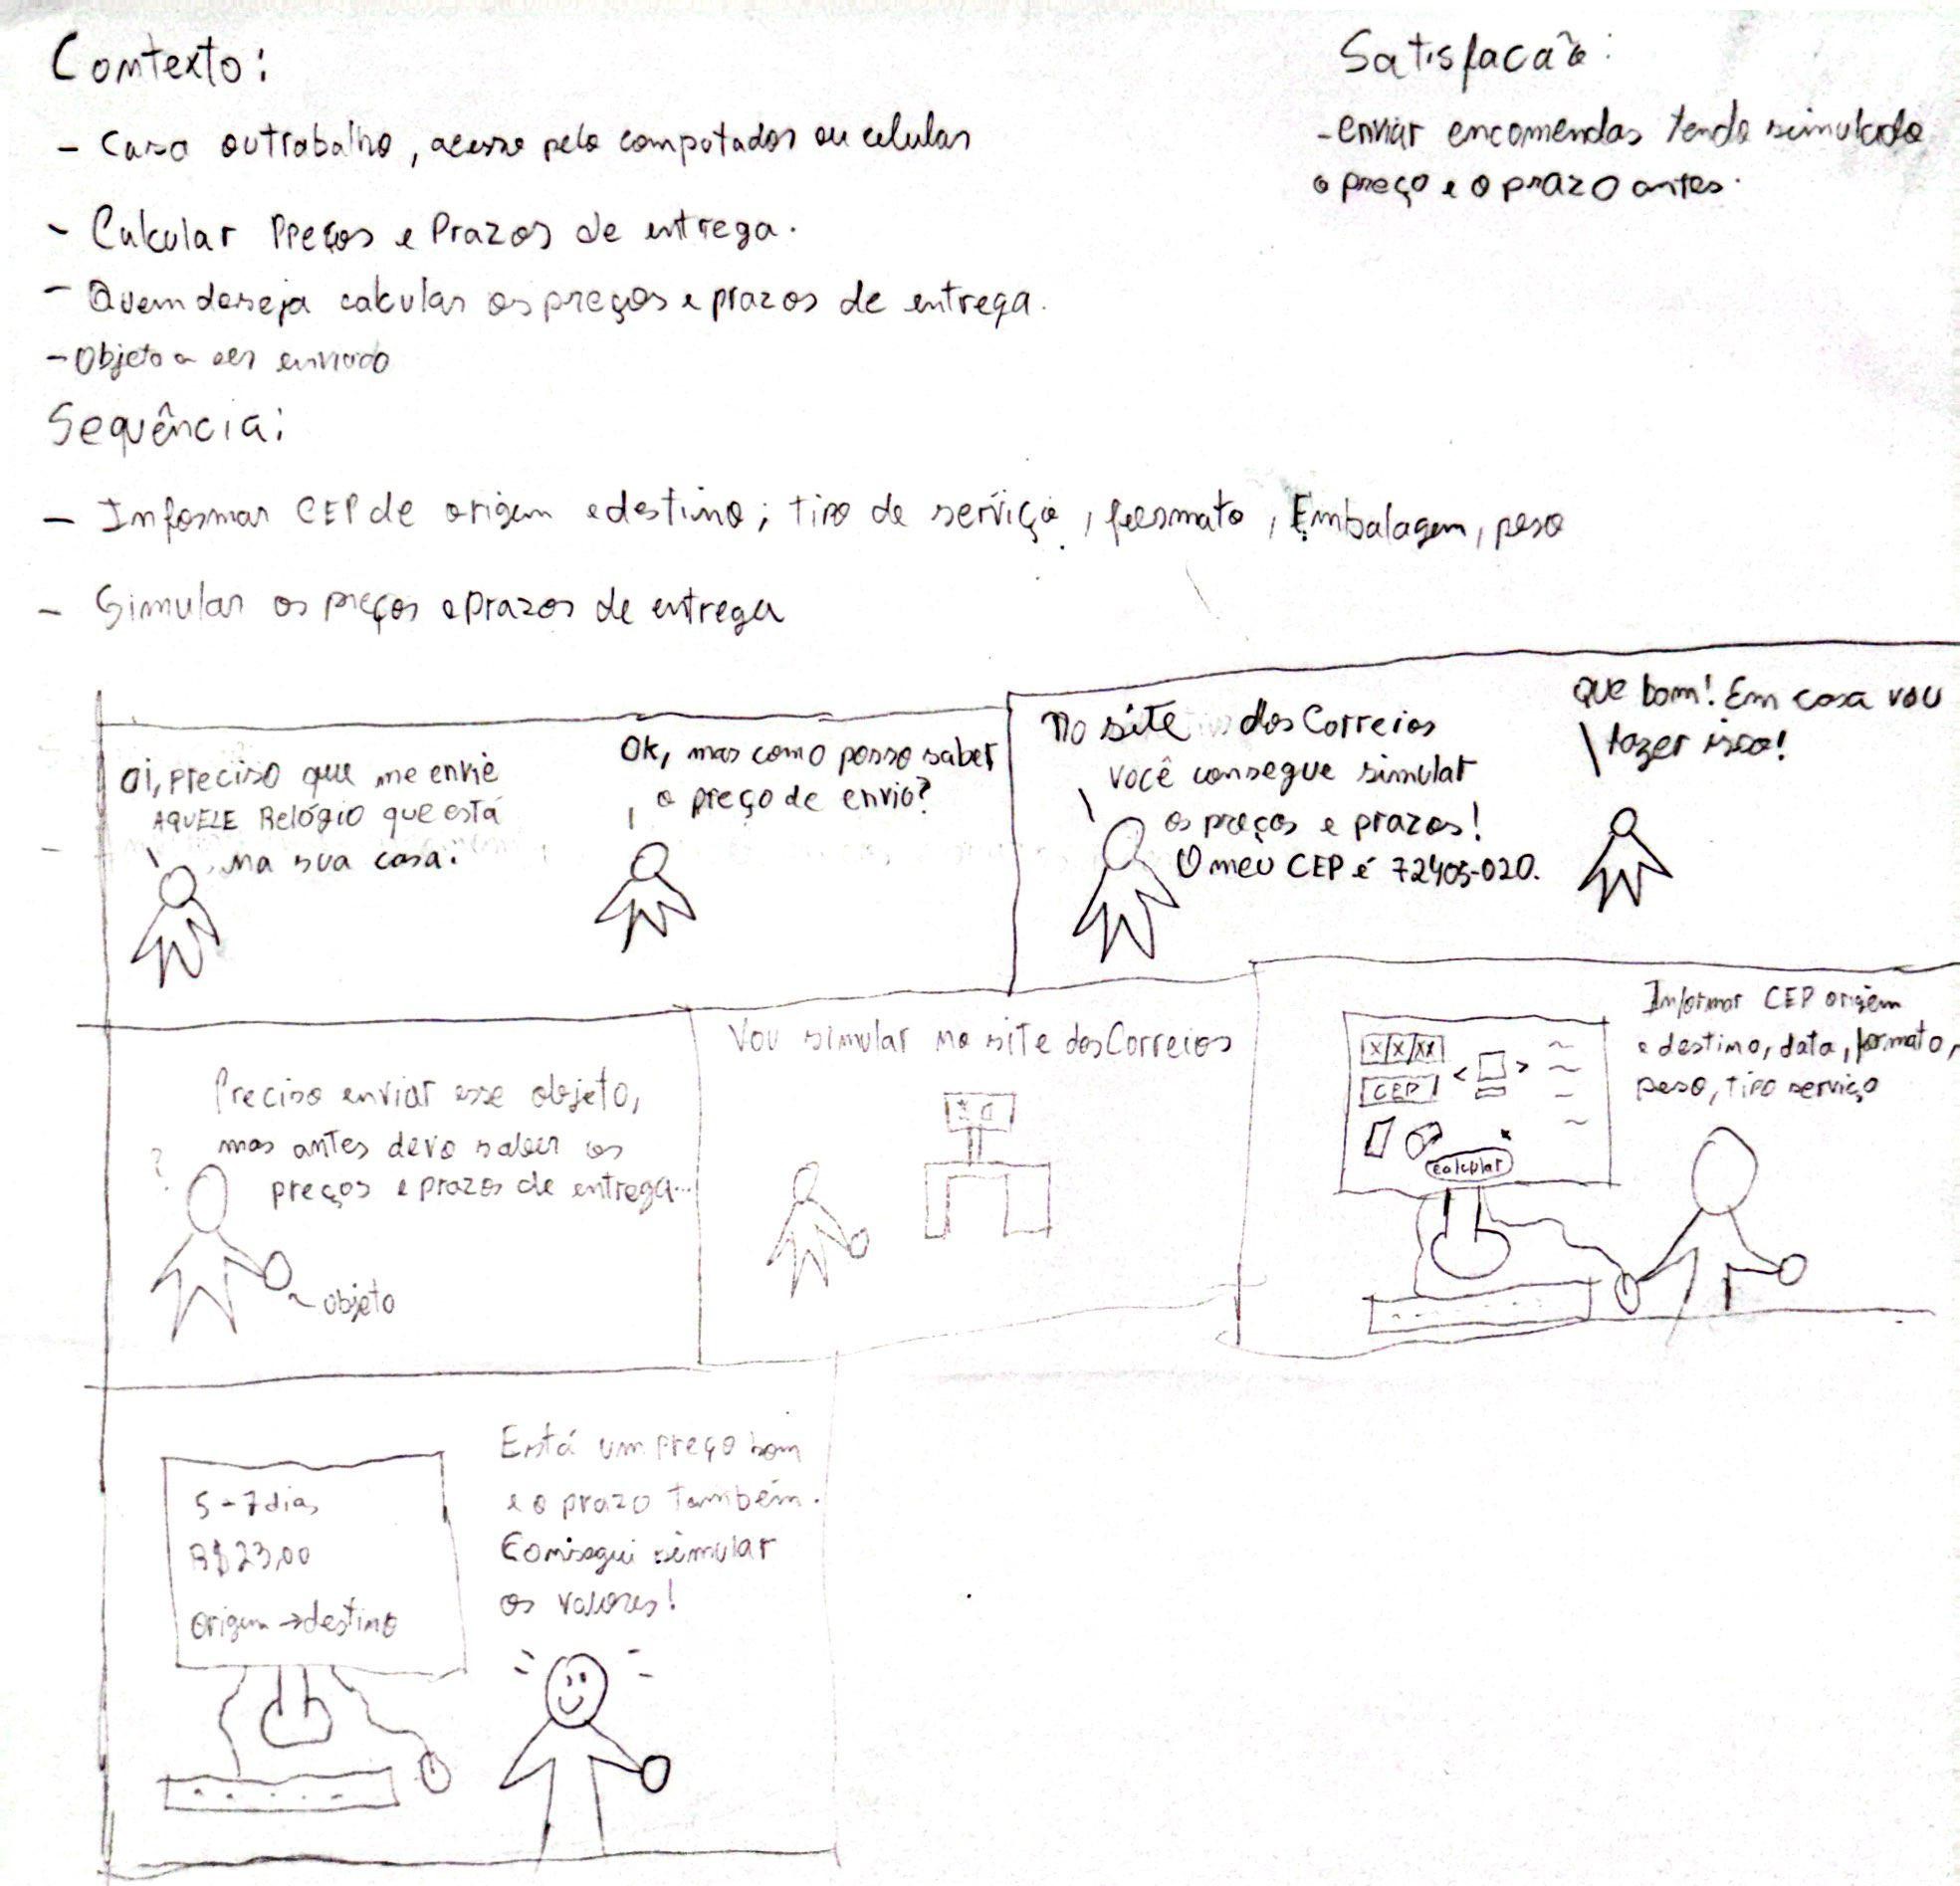 Contexto:
- Casa ou trabalho, acesso pelo computador ou celular
- Calcular Preços e Prazos de entrega.
- Quem deseja calcular os preços e prazos de entrega.
- Objeto a ser enviado
Satisfacão:
- enviar encomendas tendo simulado
o preço e o prazo antes.
Sequência:
- Informar CEP de origem e destino; tipo de serviço, formato, Embalagem, peso
- Simular os preços e prazos de entrega
Oi, preciso que me envie
AQUELE Relógio que está
na sua casa.
Ok, mas como posso saber
o preço de envio?
No site dos Correios
você consegue simular
os preços e prazos!
O meu CEP é 72405-020.
que bom! Em casa vou
fazer isso!
?
Preciso enviar esse objeto,
mas antes devo saber os
preços e prazos de entrega...
objeto
Vou simular no site dos Correios
X/X/XX
CEP
< >
calcular
Informar CEP origem
e destino, data, formato,
peso, tipo serviço
5-7 dias
R$23,00
origem → destino
Está um preço bom
e o prazo também.
Consegui simular
os valores!